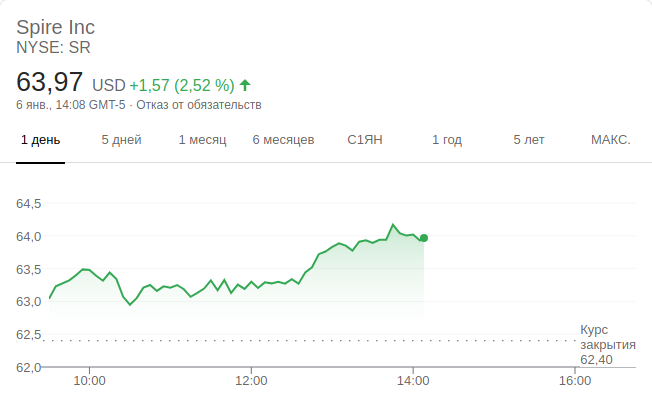 Spire Inc
NYSE: SR
63,97 USD +1,57 (2,52 %)
6 янв., 14:08 GMT-5 · Отказ от обязательств
1 день 5 дней 1 месяц 6 месяцев С1ЯН 1 год 5 лет МАКС.
64,5
64,0
63,5
63,0
62,5
Курс
закрытия
62,40
62,0
10:00 12:00 14:00 16:00